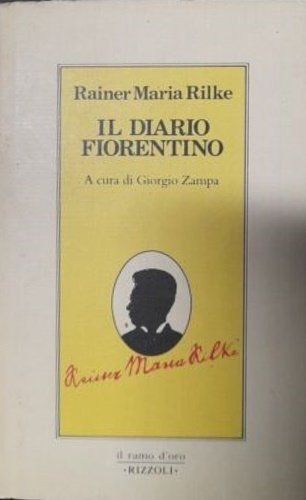 Rainer Maria Rilke
IL DIARIO
FIORENTINO
A cura di Giorgio Zampa
Rainer Maria Rilke
il ramo d'oro
·RIZZOLI·